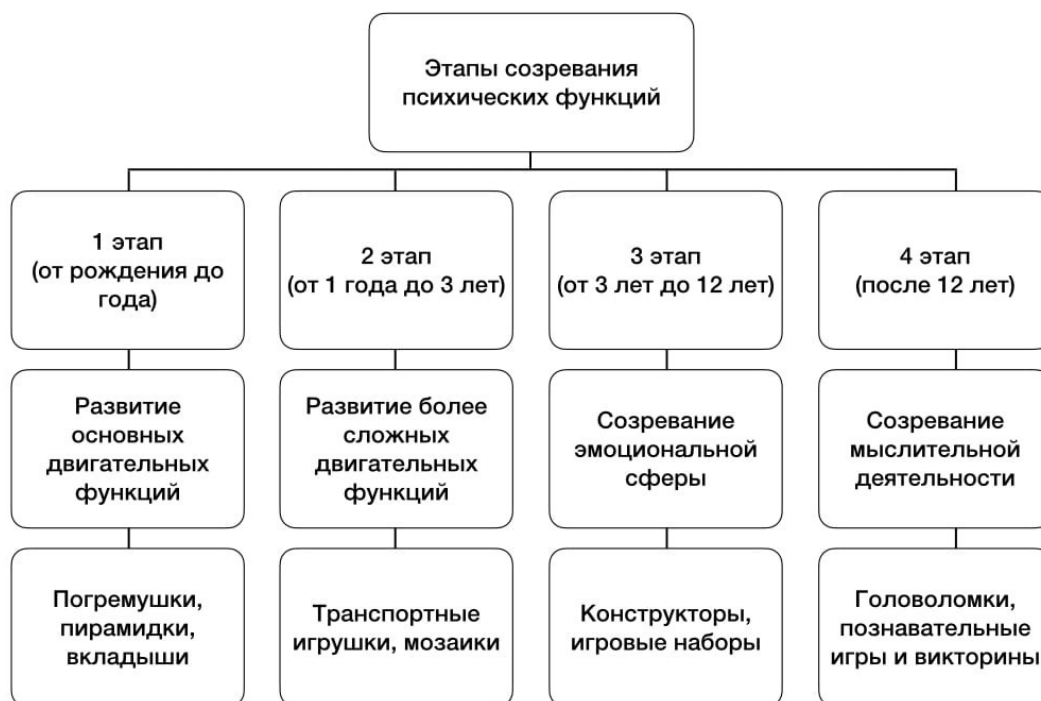 Этапы созревания
психических функций
1 этап
(от рождения до
года)
2 этап
(от 1 года до 3 лет)
3 этап
(от 3 лет до 12 лет)
4 этап
(после 12 лет)
Развитие
основных
двигательных
функций
Развитие более
сложных
двигательных
функций
Созревание
эмоциональной
сферы
Созревание
мыслительной
деятельности
Погремушки,
пирамидки,
вкладыши
Транспортные
игрушки, мозаики
Конструкторы,
игровые наборы
Головоломки,
познавательные
игры и викторины